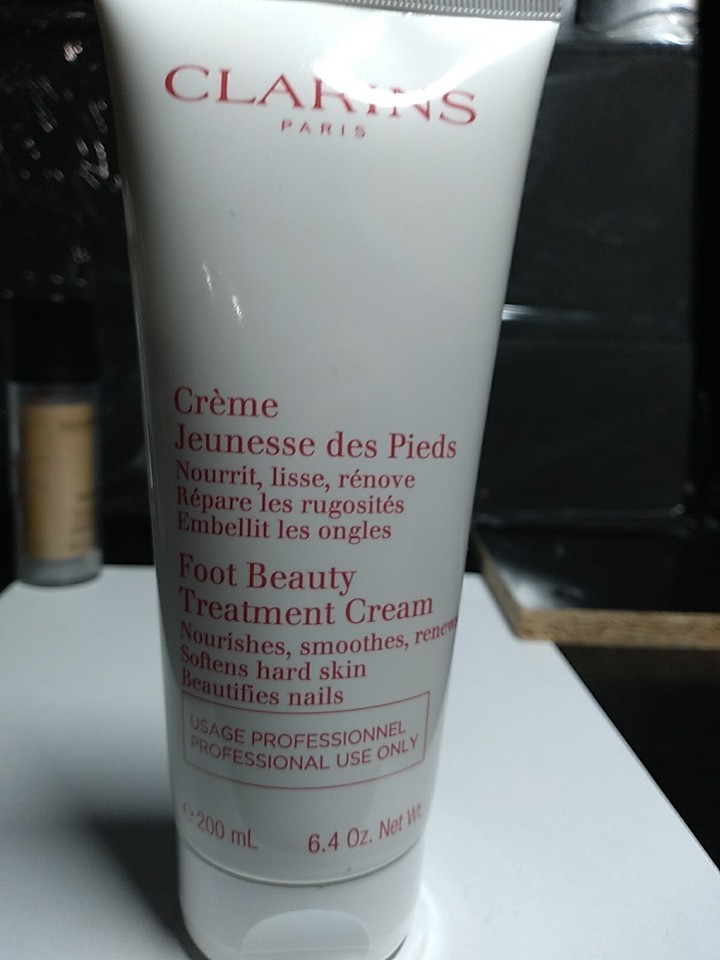 CLARINS
PARIS
Crème
Jeunesse des Pieds
Nourrit, lisse, rénove
Répare les rugosités
Embellit les ongles
Foot Beauty
Treatment Cream
Nourishes, smoothes, renews
Softens hard skin
Beautifies nails
USAGE PROFESSIONNEL
PROFESSIONAL USE ONLY
℮ 200 mL 6.4 Oz. Net Wt.